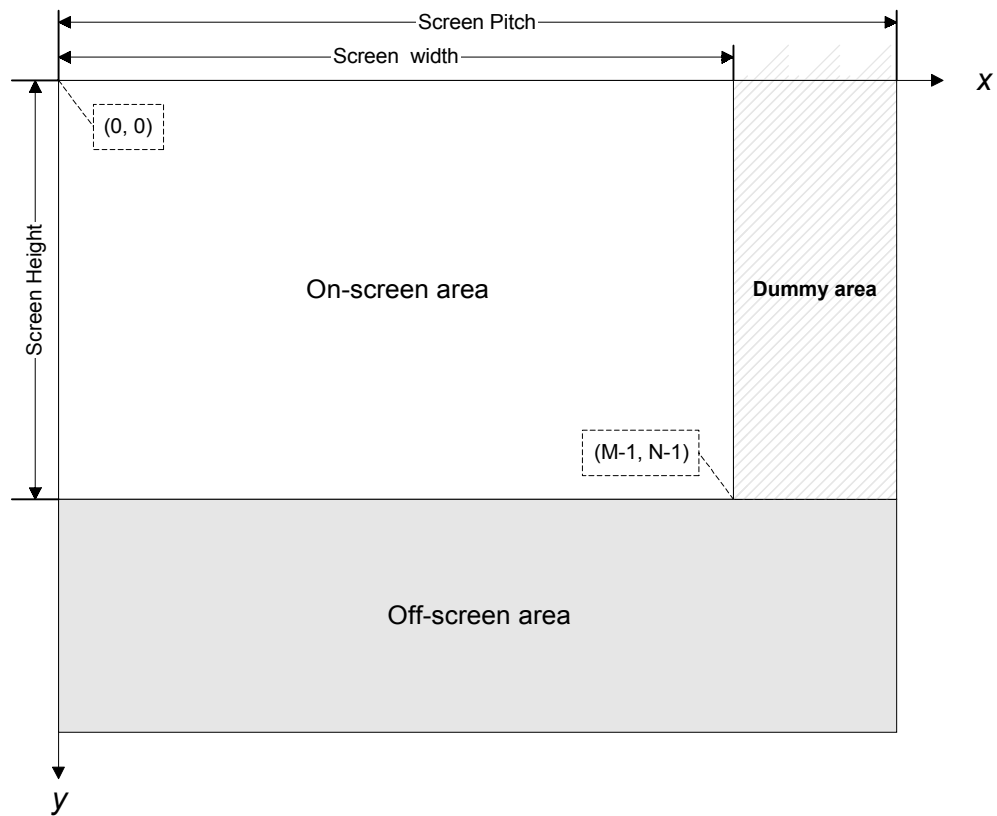 Screen Pitch
Screen width
x
(0, 0)
Screen Height
On-screen area
Dummy area
(M-1, N-1)
Off-screen area
y